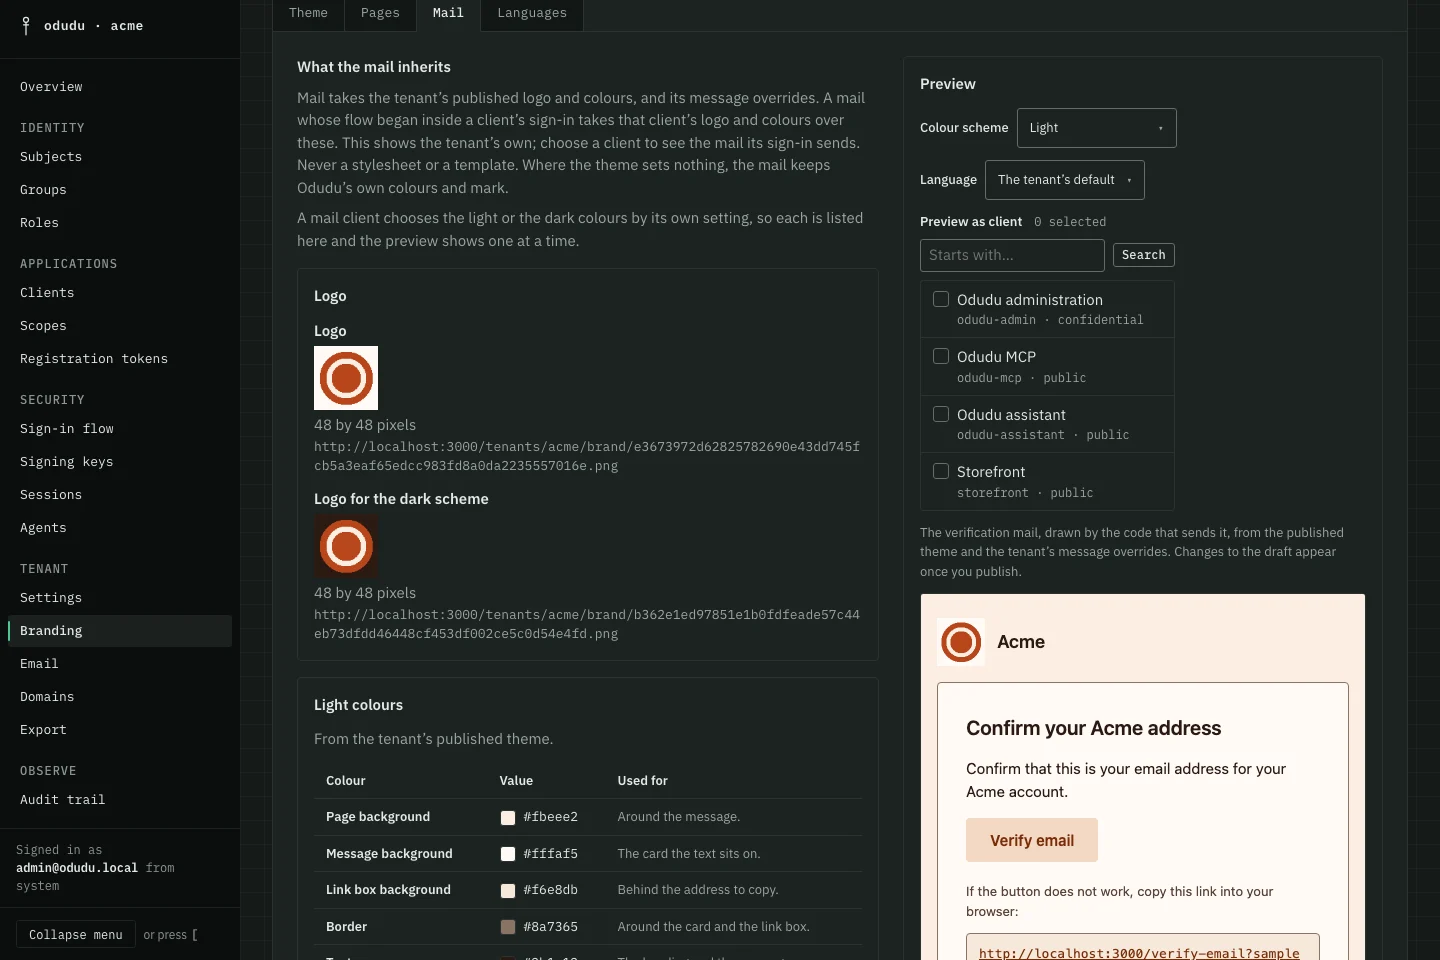 odudu · acme
Overview
IDENTITY
Subjects
Groups
Roles
APPLICATIONS
Clients
Scopes
Registration tokens
SECURITY
Sign-in flow
Signing keys
Sessions
Agents
TENANT
Settings
Branding
Email
Domains
Export
OBSERVE
Audit trail
Signed in as
admin@odudu.local from
system
Collapse menu or press [
Theme Pages Mail Languages
What the mail inherits
Mail takes the tenant’s published logo and colours, and its message overrides. A mail
whose flow began inside a client’s sign-in takes that client’s logo and colours over
these. This shows the tenant’s own; choose a client to see the mail its sign-in sends.
Never a stylesheet or a template. Where the theme sets nothing, the mail keeps
Odudu’s own colours and mark.
A mail client chooses the light or the dark colours by its own setting, so each is listed
here and the preview shows one at a time.
Logo
Logo
48 by 48 pixels
http://localhost:3000/tenants/acme/brand/e3673972d62825782690e43dd745f
cb5a3eaf65edcc983fd8a0da2235557016e.png
Logo for the dark scheme
48 by 48 pixels
http://localhost:3000/tenants/acme/brand/b362e1ed97851e1b0fdfeade57c44
eb73dfdd46448cf453df002ce5c0d54e4fd.png
Light colours
From the tenant’s published theme.
Colour Value Used for
Page background #fbeee2 Around the message.
Message background #fffaf5 The card the text sits on.
Link box background #f6e8db Behind the address to copy.
Border #8a7365 Around the card and the link box.
Preview
Colour scheme Light
Language The tenant’s default
Preview as client 0 selected
Starts with… Search
Odudu administration
odudu-admin · confidential
Odudu MCP
odudu-mcp · public
Odudu assistant
odudu-assistant · public
Storefront
storefront · public
The verification mail, drawn by the code that sends it, from the published
theme and the tenant’s message overrides. Changes to the draft appear
once you publish.
Acme
Confirm your Acme address
Confirm that this is your email address for your
Acme account.
Verify email
If the button does not work, copy this link into your
browser:
http://localhost:3000/verify-email?sample